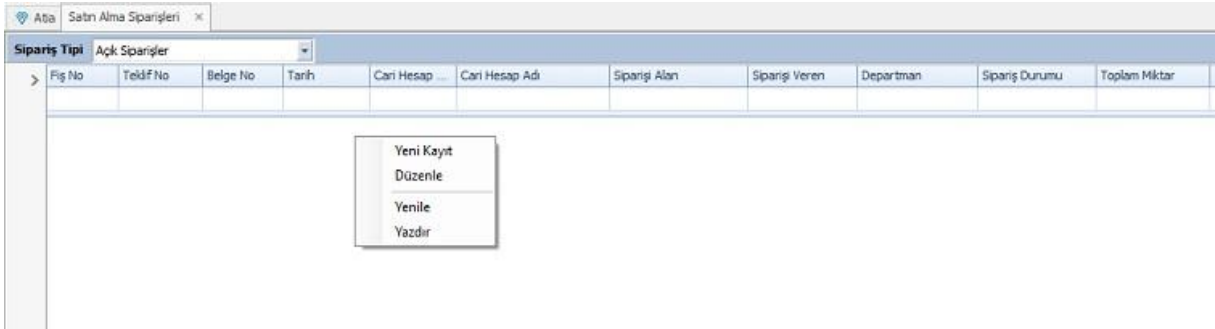 Atia Satın Alma Siparişleri ×
Sipariş Tipi Açık Siparişler
Fiş No Teklif No Belge No Tarih Cari Hesap ... Cari Hesap Adı Siparişi Alan Siparişi Veren Departman Sipariş Durumu Toplam Miktar
Yeni Kayıt
Düzenle
Yenile
Yazdır